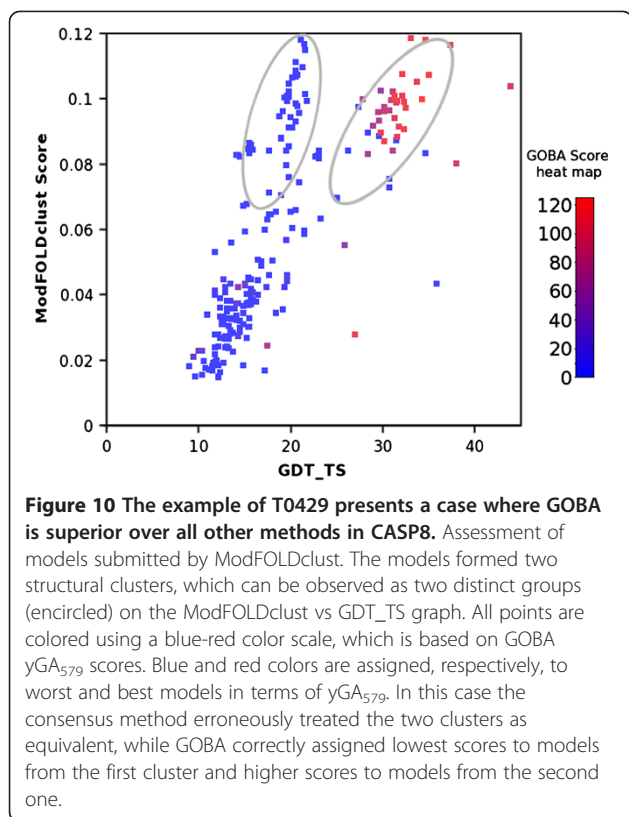 0.12
0.1
0.08
0.06
0.04
0.02
0
ModFOLDclust Score
0
10
20
30
40
GDT_TS
GOBA Score
heat map
120
100
80
60
40
20
0
Figure 10 The example of T0429 presents a case where GOBA
is superior over all other methods in CASP8. Assessment of
models submitted by ModFOLDclust. The models formed two
structural clusters, which can be observed as two distinct groups
(encircled) on the ModFOLDclust vs GDT_TS graph. All points are
colored using a blue-red color scale, which is based on GOBA
yGA579 scores. Blue and red colors are assigned, respectively, to
worst and best models in terms of yGA579. In this case the
consensus method erroneously treated the two clusters as
equivalent, while GOBA correctly assigned lowest scores to models
from the first cluster and higher scores to models from the second
one.